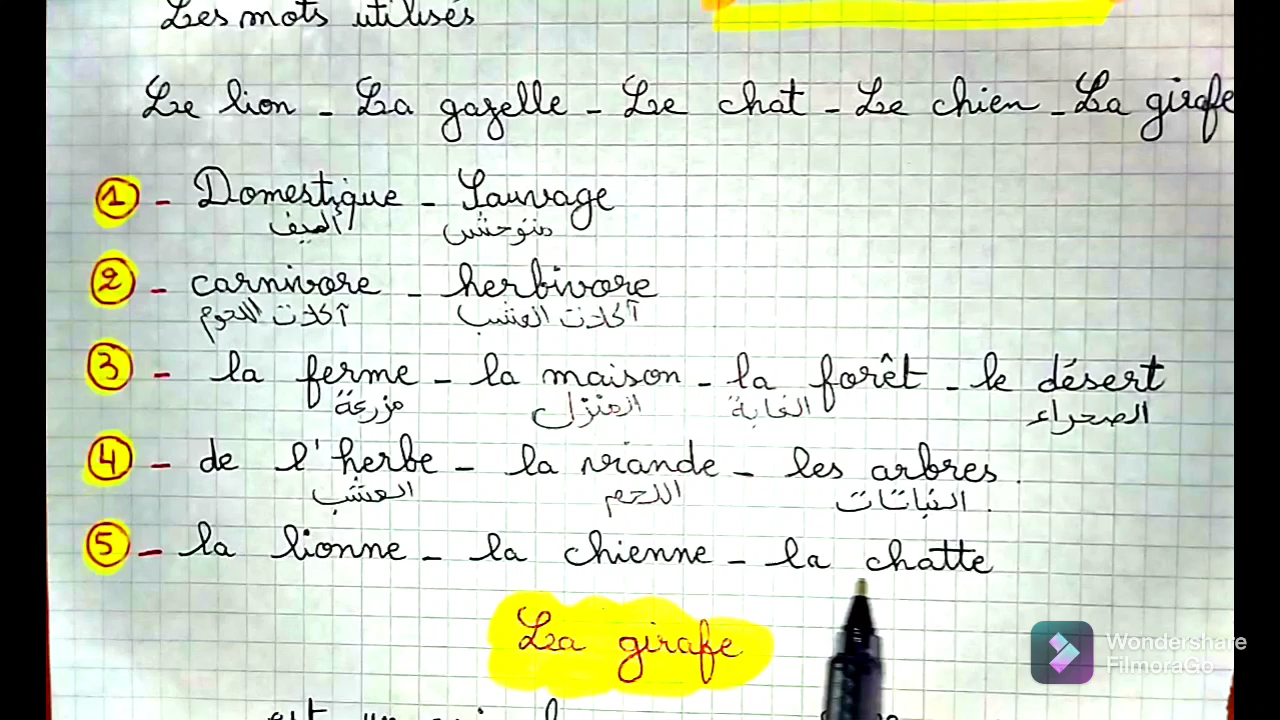 Les mots utilisés
Le lion - La gazelle - Le chat - Le chien - La girafe
1 - Domestique - Sauvage
أليف متوحش
2 - carnivore - herbivore
آكلات اللحوم آكلات العشب
3 - la ferme - la maison - la forêt - le désert
مزرعة المنزل الغابة الصحراء
4 - de l'herbe - la viande - les arbres.
العشب اللحم النباتات.
5 - la lionne - la chienne - la chatte
La girafe
est un
Wondershare
FilmoraGo